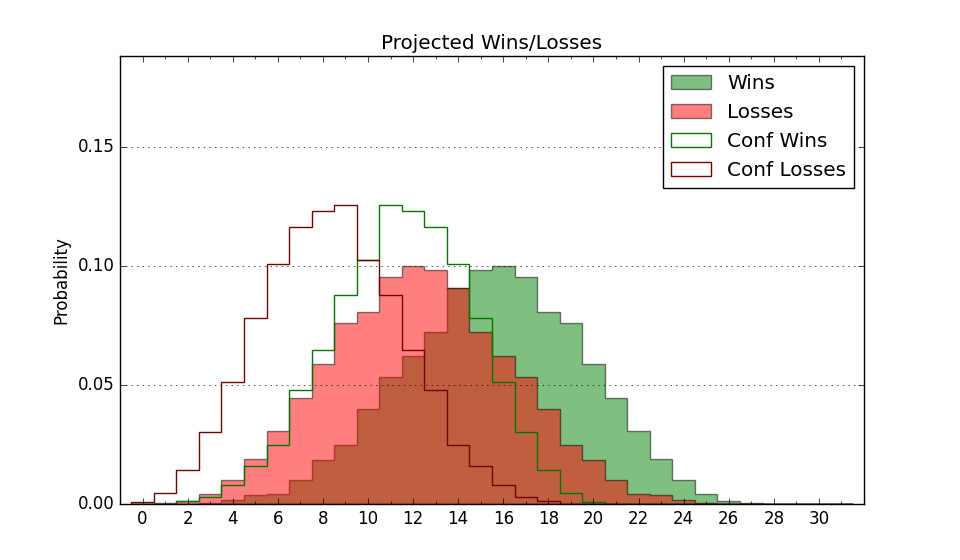 Projected Wins/Losses
Wins
Losses
Conf Wins
Conf Losses
Probability
0.15
0.10
0.05
0.00
0 2 4 6 8 10 12 14 16 18 20 22 24 26 28 30